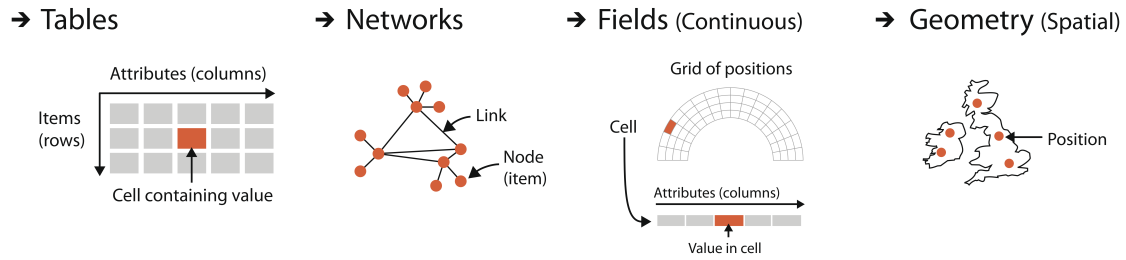 ➔ Tables
Attributes (columns)
Items
(rows)
Cell containing value
➔ Networks
Link
Node
(item)
➔ Fields (Continuous)
Grid of positions
Cell
Attributes (columns)
Value in cell
➔ Geometry (Spatial)
Position